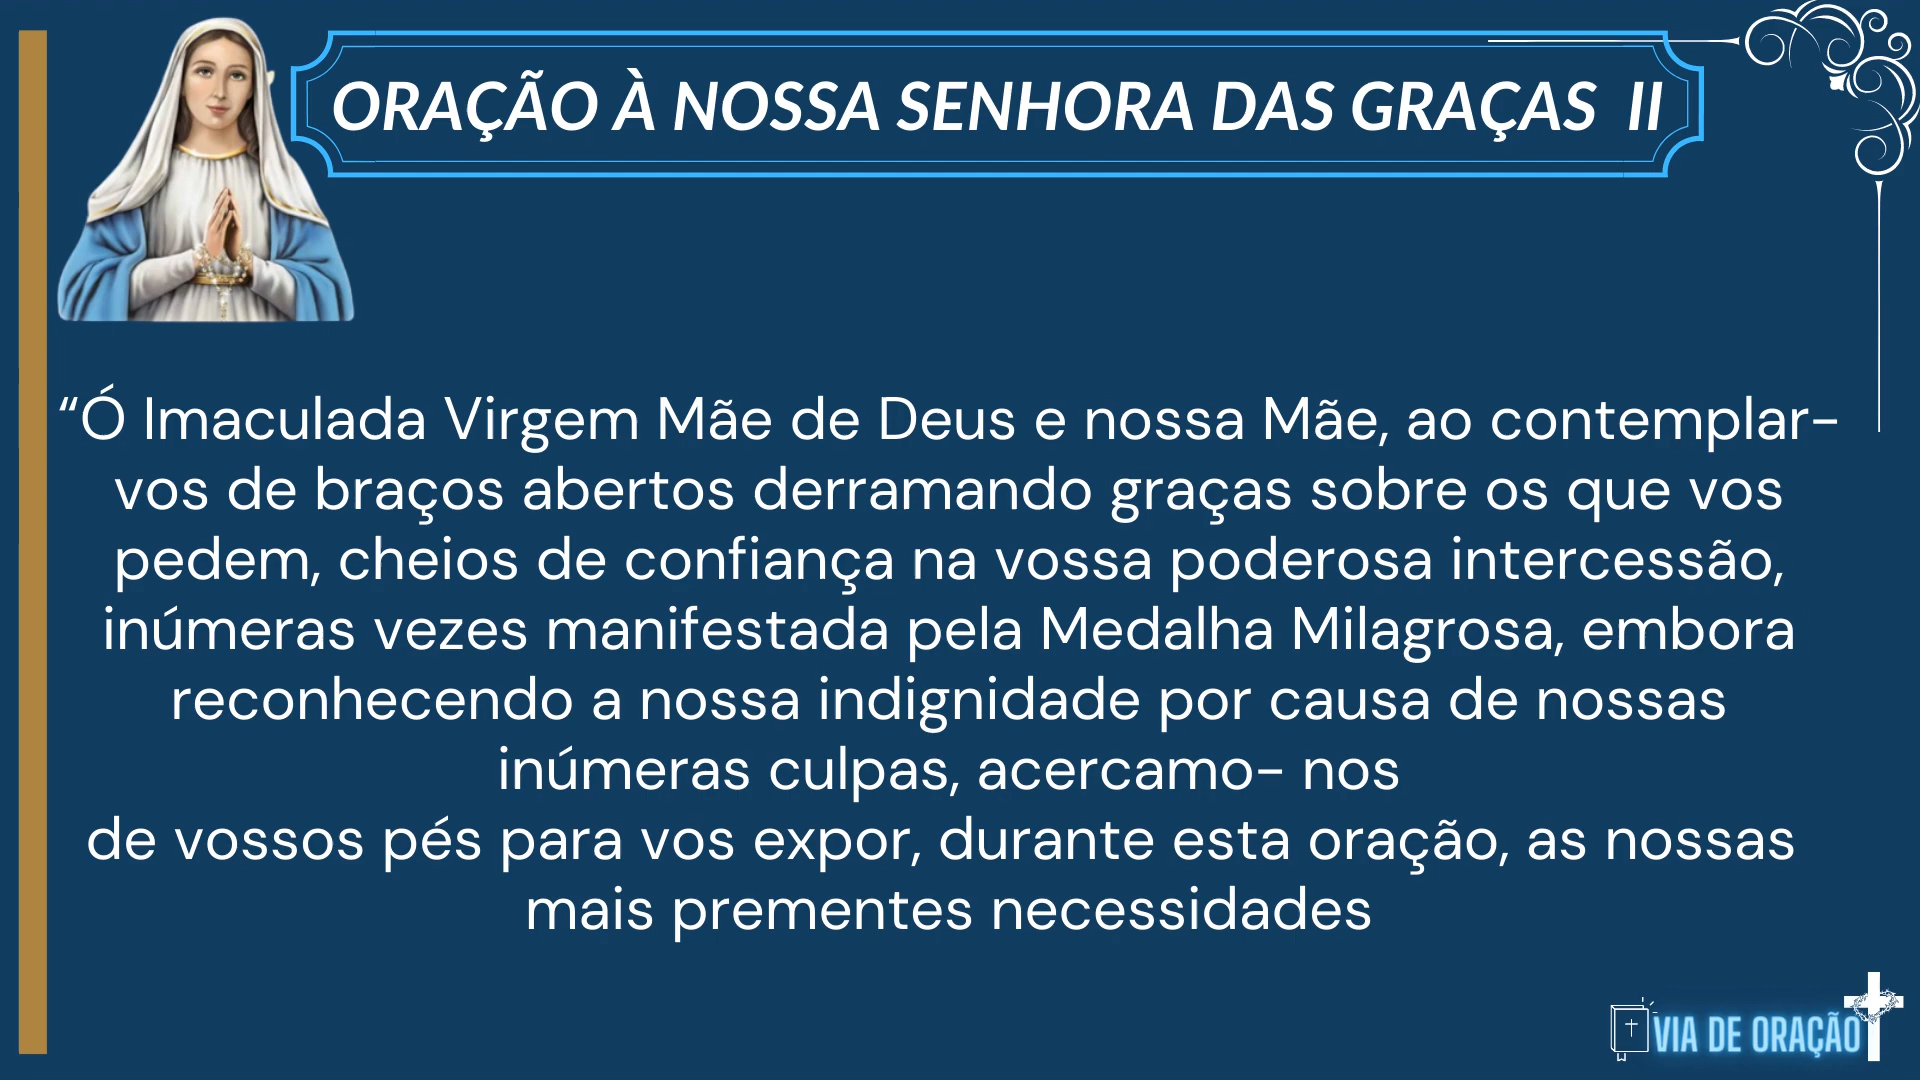 ORAÇÃO À NOSSA SENHORA DAS GRAÇAS II
“Ó Imaculada Virgem Mãe de Deus e nossa Mãe, ao contemplar-
vos de braços abertos derramando graças sobre os que vos
pedem, cheios de confiança na vossa poderosa intercessão,
inúmeras vezes manifestada pela Medalha Milagrosa, embora
reconhecendo a nossa indignidade por causa de nossas
inúmeras culpas, acercamo- nos
de vossos pés para vos expor, durante esta oração, as nossas
mais prementes necessidades
VIA DE ORAÇÃO